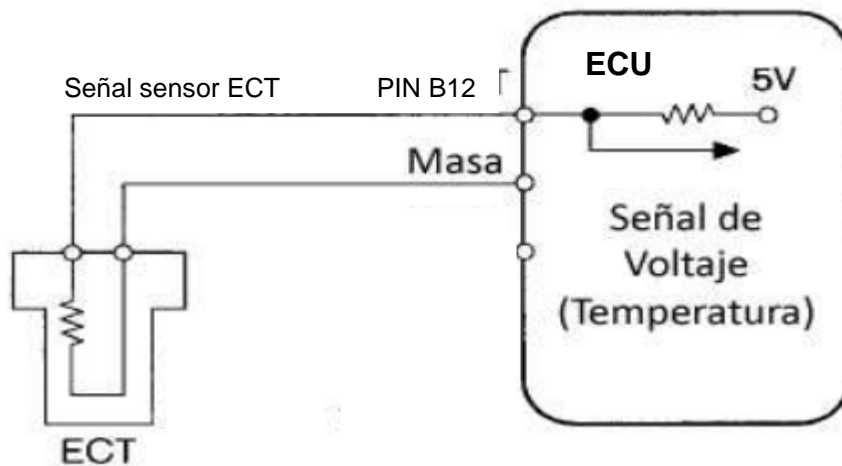 ECU
5V
Señal sensor ECT
PIN B12
Masa
Señal de
Voltaje
(Temperatura)
ECT